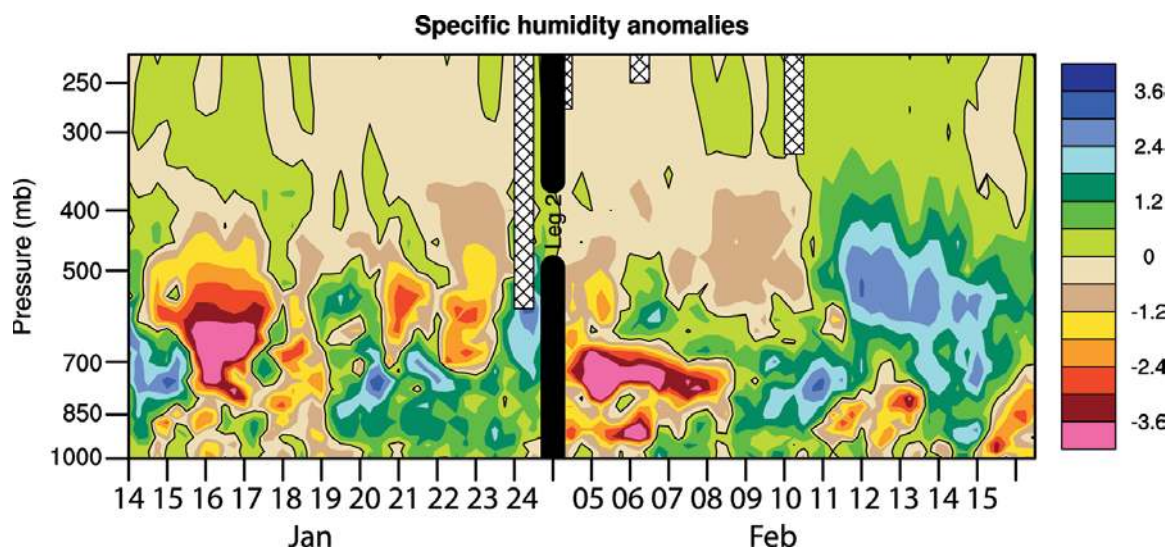 Specific humidity anomalies
Pressure (mb)
250
300
400
500
700
850
1000
Leg 2
3.6
2.4
1.2
0
-1.2
-2.4
-3.6
14 15 16 17 18 19 20 21 22 23 24 05 06 07 08 09 10 11 12 13 14 15
Jan Feb